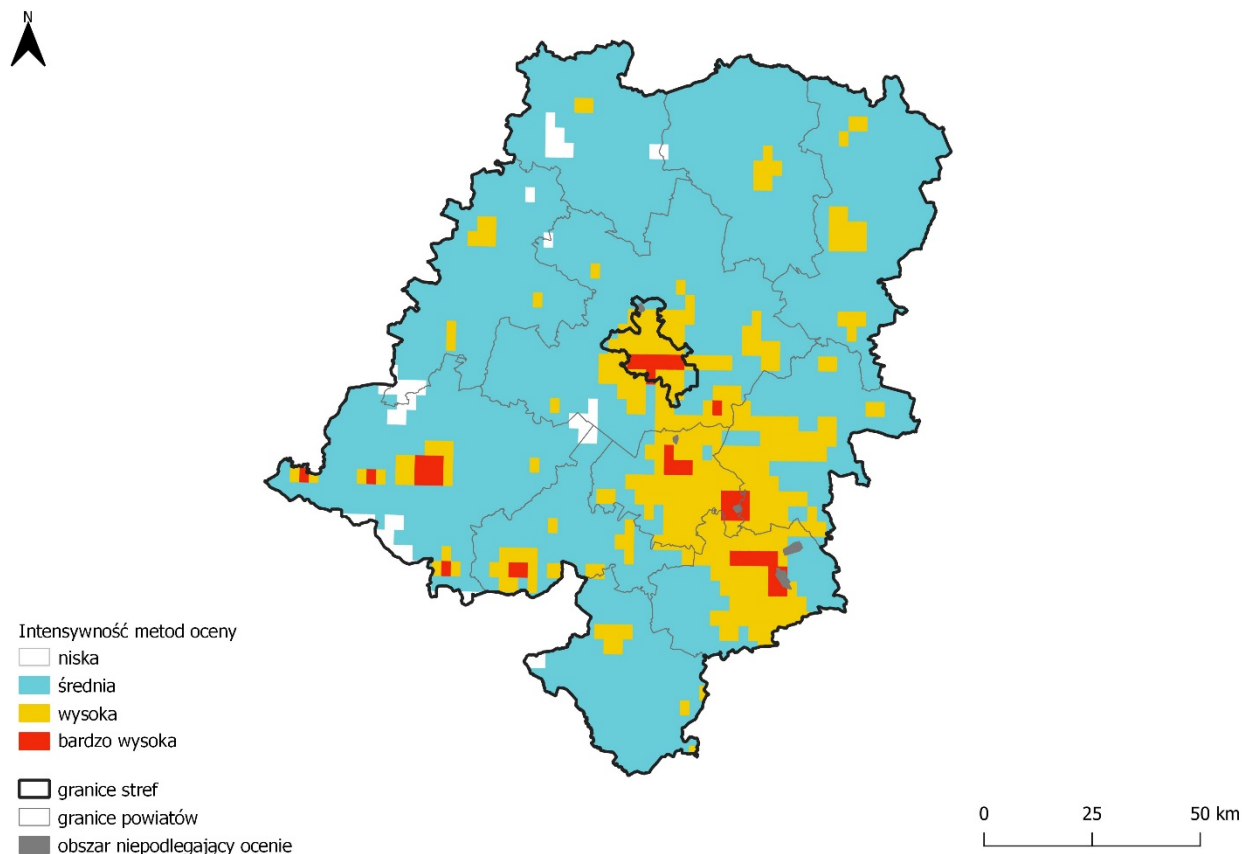 N
Intensywność metod oceny
niska
średnia
wysoka
bardzo wysoka
granice stref
granice powiatów
obszar niepodlegający ocenie
0 25 50 km